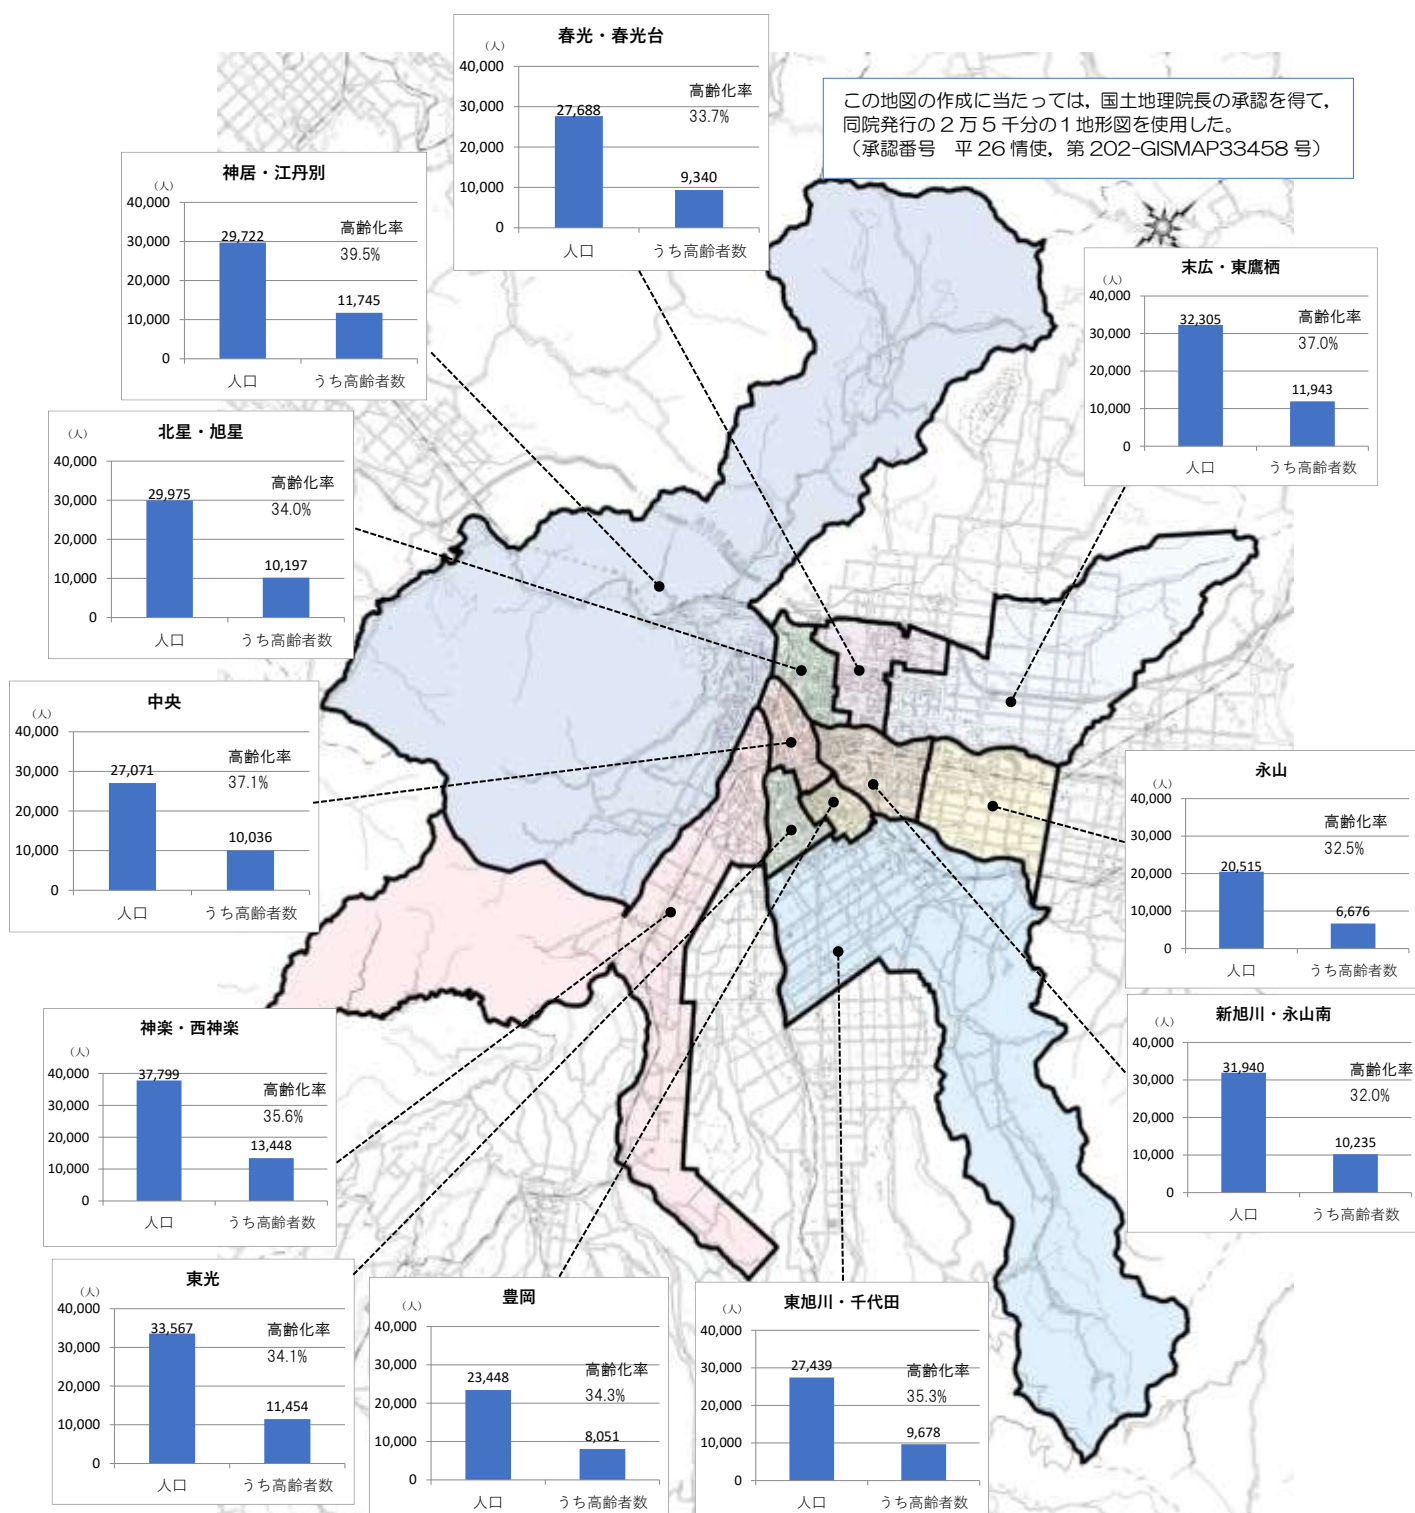 春光・春光台
（人）
40,000
30,000
20,000
10,000
0
27,688
9,340
高齢化率
33.7%
人口
うち高齢者数
この地図の作成に当たっては，国土地理院長の承認を得て，
同院発行の２万５千分の１地形図を使用した。
（承認番号　平 26 情使，第 202-GISMAP33458 号）
神居・江丹別
（人）
40,000
30,000
20,000
10,000
0
29,722
11,745
高齢化率
39.5%
人口
うち高齢者数
末広・東鷹栖
（人）
40,000
30,000
20,000
10,000
0
32,305
11,943
高齢化率
37.0%
人口
うち高齢者数
北星・旭星
（人）
40,000
30,000
20,000
10,000
0
29,975
10,197
高齢化率
34.0%
人口
うち高齢者数
中央
（人）
40,000
30,000
20,000
10,000
0
27,071
10,036
高齢化率
37.1%
人口
うち高齢者数
永山
（人）
40,000
30,000
20,000
10,000
0
20,515
6,676
高齢化率
32.5%
人口
うち高齢者数
神楽・西神楽
（人）
40,000
30,000
20,000
10,000
0
37,799
13,448
高齢化率
35.6%
人口
うち高齢者数
新旭川・永山南
（人）
40,000
30,000
20,000
10,000
0
31,940
10,235
高齢化率
32.0%
人口
うち高齢者数
東光
（人）
40,000
30,000
20,000
10,000
0
33,567
11,454
高齢化率
34.1%
人口
うち高齢者数
豊岡
（人）
40,000
30,000
20,000
10,000
0
23,448
8,051
高齢化率
34.3%
人口
うち高齢者数
東旭川・千代田
（人）
40,000
30,000
20,000
10,000
0
27,439
9,678
高齢化率
35.3%
人口
うち高齢者数